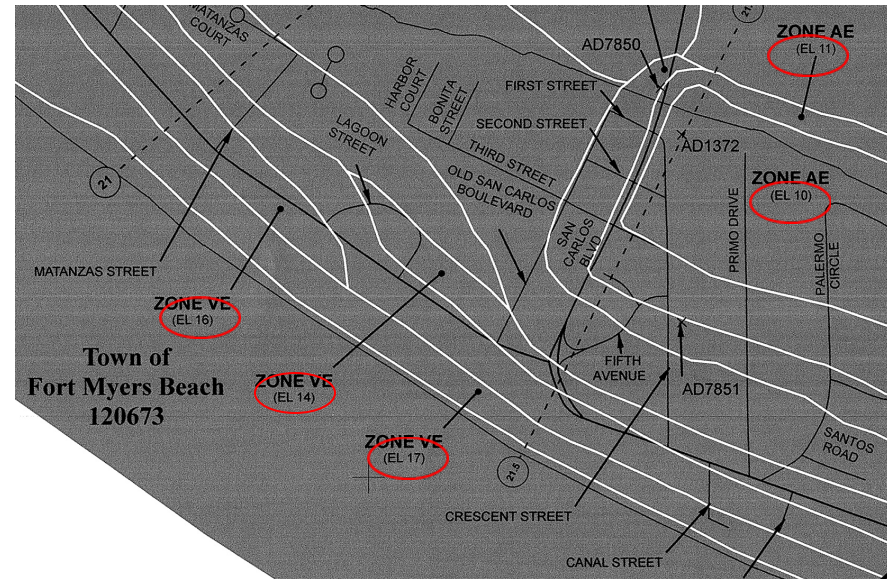 MATANZAS
COURT
21.
ZONE AE
(EL 11)
AD7850
HARBOR
COURT
BONITA
STREET
FIRST STREET
SECOND STREET
LAGOON
STREET
THIRD STREET
AD1372
OLD SAN CARLOS
BOULEVARD
ZONE AE
(EL 10)
21
SAN
CARLOS
BLVD
PRIMO DRIVE
PALERMO
CIRCLE
MATANZAS STREET
ZONE VE
(EL 16)
Town of
Fort Myers Beach
120673
ZONE VE
(EL 14)
FIFTH
AVENUE
AD7851
ZONE VE
(EL 17)
SANTOS
ROAD
21.5
CRESCENT STREET
CANAL STREET